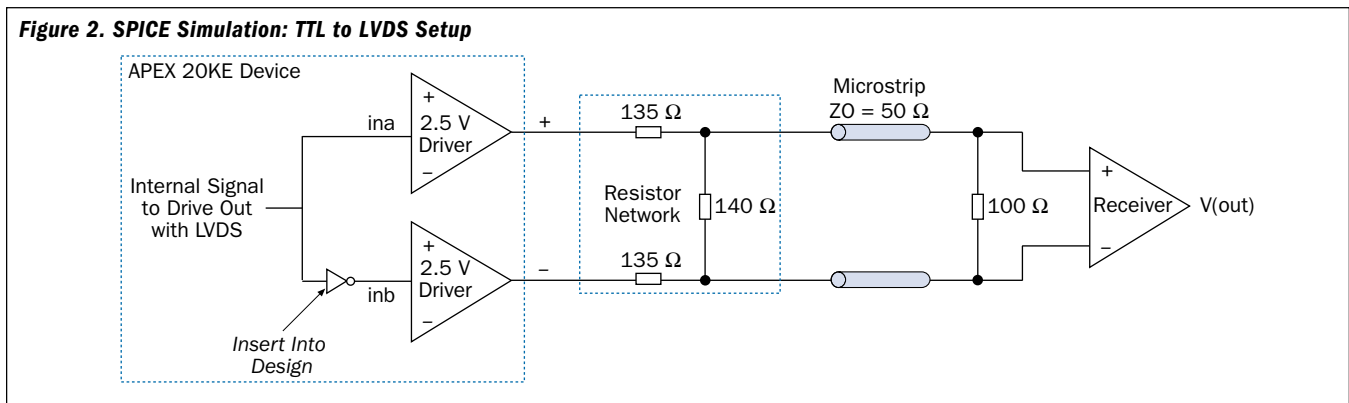 Figure 2. SPICE Simulation: TTL to LVDS Setup
APEX 20KE Device
+
2.5 V
Driver
–
ina
+
135 Ω
Microstrip
ZO = 50 Ω
Internal Signal
to Drive Out
with LVDS
Resistor
Network
140 Ω
100 Ω
+
Receiver
–
V(out)
+
2.5 V
Driver
–
inb
–
135 Ω
Insert Into
Design